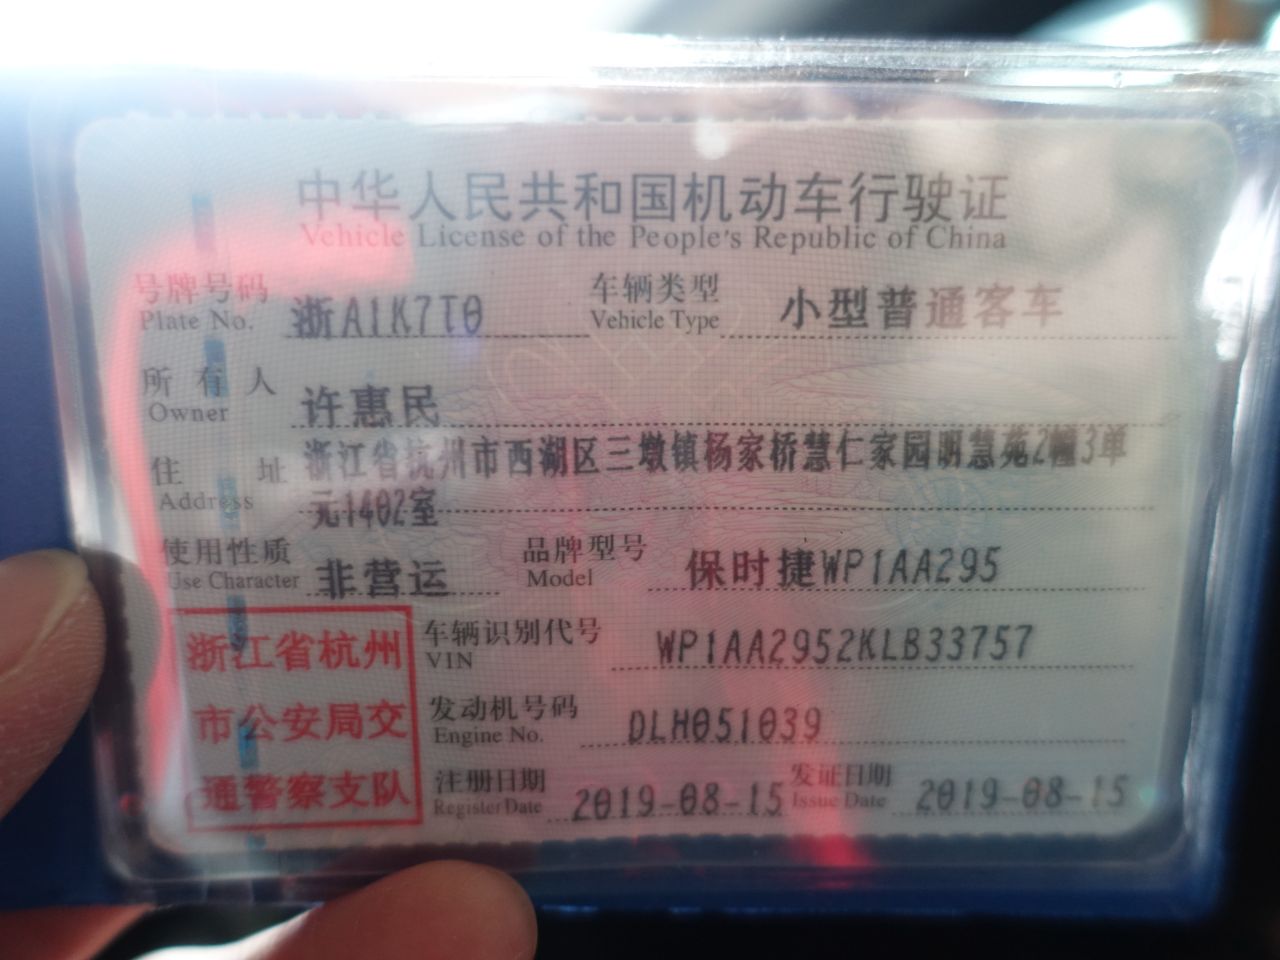 中华人民共和国机动车行驶证
Vehicle License of the People's Republic of China
号牌号码 浙A1K7T0 车辆类型 小型普通客车
Plate No. Vehicle Type
所有人 许惠民
Owner
住址 浙江省杭州市西湖区三墩镇杨家桥慧仁家园明慧苑2幢3单
Address 元1402室
使用性质 非营运 品牌型号 保时捷WP1AA295
Use Character Model
浙江省杭州 车辆识别代号 WP1AA2952KLB33757
VIN
市公安局交 发动机号码 DLH051039
Engine No.
通警察支队 注册日期 2019-08-15 发证日期 2019-08-15
Register Date Issue Date